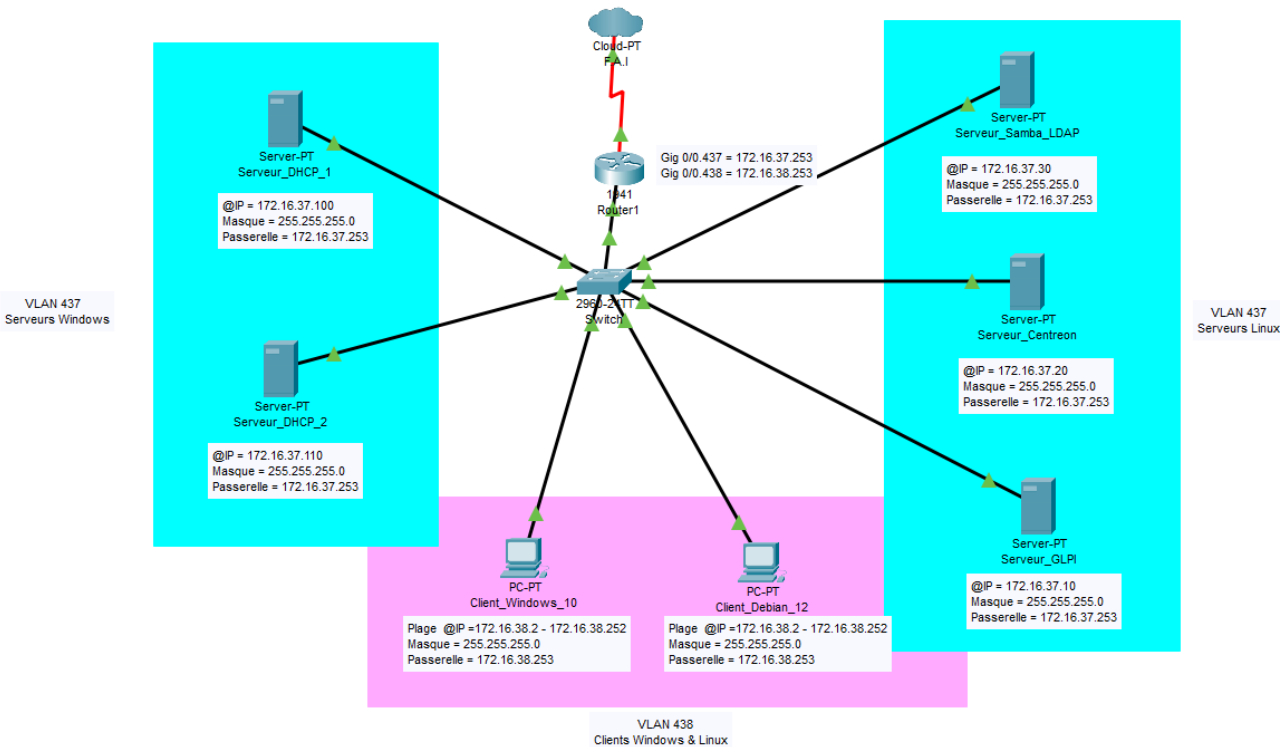 Cloud-PT
F.A.I
Server-PT
Serveur_DHCP_1
@IP = 172.16.37.100
Masque = 255.255.255.0
Passerelle = 172.16.37.253
1941
Router1
Gig 0/0.437 = 172.16.37.253
Gig 0/0.438 = 172.16.38.253
Server-PT
Serveur_Samba_LDAP
@IP = 172.16.37.30
Masque = 255.255.255.0
Passerelle = 172.16.37.253
VLAN 437
Serveurs Windows
2960-24TT
Switch
Server-PT
Serveur_Centreon
@IP = 172.16.37.20
Masque = 255.255.255.0
Passerelle = 172.16.37.253
VLAN 437
Serveurs Linux
Server-PT
Serveur_DHCP_2
@IP = 172.16.37.110
Masque = 255.255.255.0
Passerelle = 172.16.37.253
Server-PT
Serveur_GLPI
@IP = 172.16.37.10
Masque = 255.255.255.0
Passerelle = 172.16.37.253
PC-PT
Client_Windows_10
Plage @IP =172.16.38.2 - 172.16.38.252
Masque = 255.255.255.0
Passerelle = 172.16.38.253
PC-PT
Client_Debian_12
Plage @IP =172.16.38.2 - 172.16.38.252
Masque = 255.255.255.0
Passerelle = 172.16.38.253
VLAN 438
Clients Windows & Linux